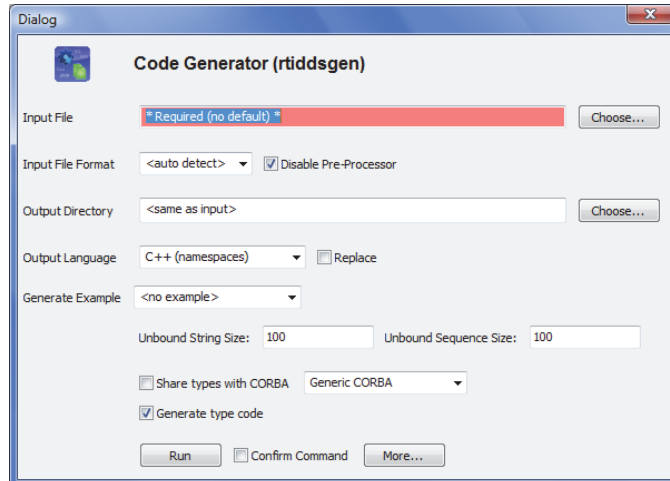 Dialog
Code Generator (rtiddsgen)
Input File * Required (no default) * Choose...
Input File Format <auto detect> Disable Pre-Processor
Output Directory <same as input> Choose...
Output Language C++ (namespaces) Replace
Generate Example <no example>
Unbound String Size: 100 Unbound Sequence Size: 100
Share types with CORBA Generic CORBA
Generate type code
Run Confirm Command More...